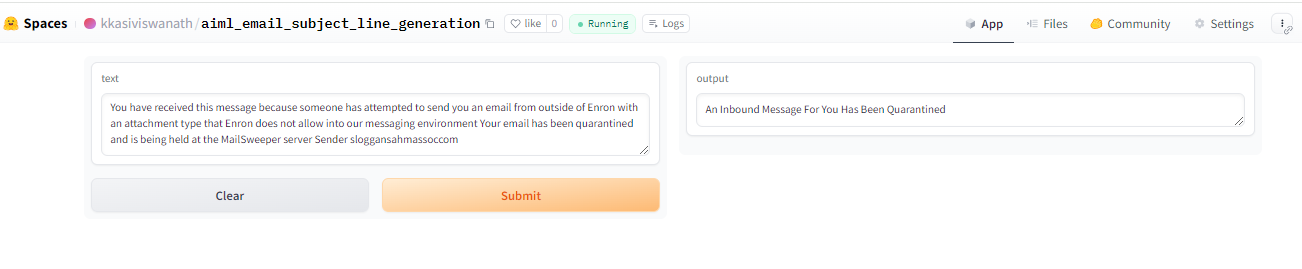 Spaces
kkasiviswanath/aiml_email_subject_line_generation
like 0
Running
Logs
App
Files
Community
Settings
text
You have received this message because someone has attempted to send you an email from outside of Enron with
an attachment type that Enron does not allow into our messaging environment Your email has been quarantined
and is being held at the MailSweeper server Sender sloggansahmassoccom
Clear
Submit
output
An Inbound Message For You Has Been Quarantined